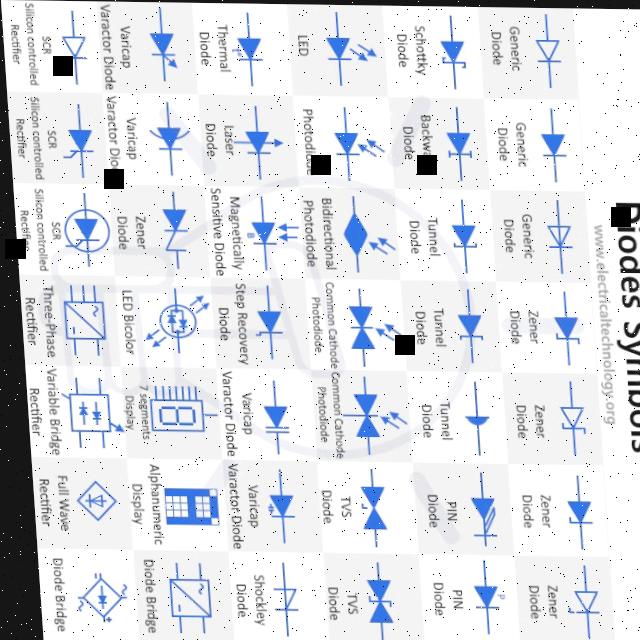 Diodes Symbols
www.electricaltechnology.org
Generic
Diode
Generic
Diode
Generic
Diode
Zener
Diode
Zener
Diode
Zener
Diode
Zener
Diode
Schottky
Diode
Diode
Tunnel
Diode
Tunnel
Diode
Tunnel
Diode
PIN
Diode
PIN
Diode
LED
Photodiode
Bidirectional
Photodiode
Common Cathode
Photodiode
Common Cathode
Photodiode
TVS
Diode
TVS
Diode
Thermal
Diode
Laser
Diode
Magnetically
Sensitive Diode
Step Recovery
Diode
Varicap
Varactor Diode
Varicap
Varactor Diode
Shockley
Diode
Varicap
Varactor Diode
Varicap
Varactor Diode
Zener
Diode
LED Bicolor
7 segments
Display
Alphanumeric
Display
Diode Bridge
SCR
Silicon controlled
Rectifier
SCR
Silicon controlled
Rectifier
SCR
Silicon controlled
Rectifier
Three-Phase
Rectifier
Variable Bridge
Rectifier
Full Wave
Rectifier
Diode Bridge